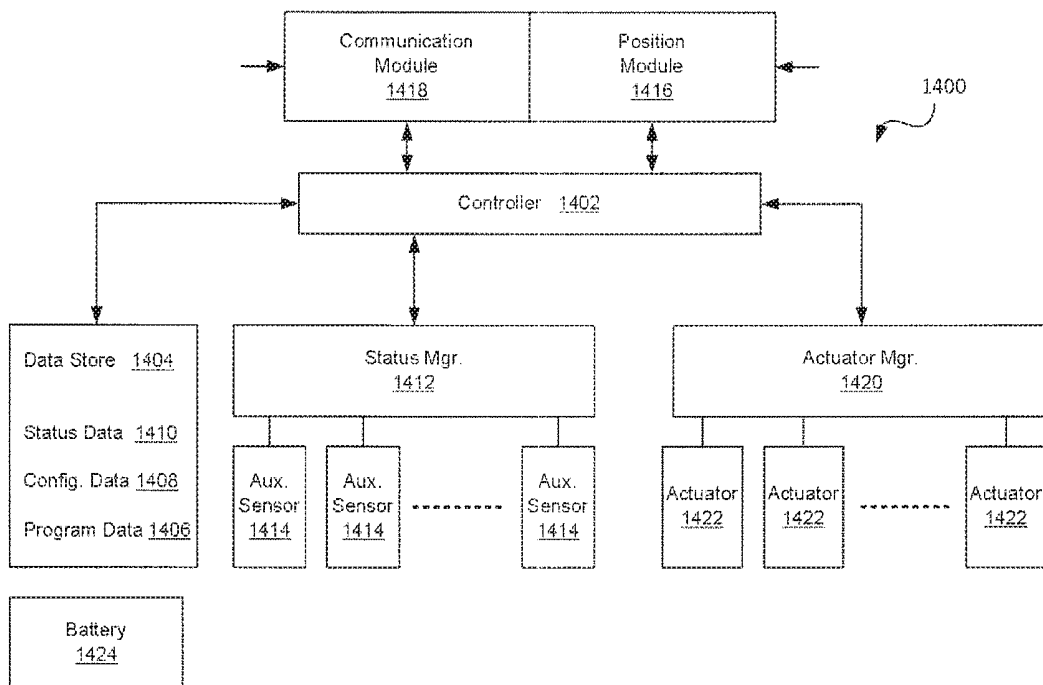 Communication
Module
1418
Position
Module
1416
1400
Controller 1402
Data Store 1404
Status Data 1410
Config. Data 1408
Program Data 1406
Status Mgr.
1412
Actuator Mgr.
1420
Aux.
Sensor
1414
Aux.
Sensor
1414
Aux.
Sensor
1414
Actuator
1422
Actuator
1422
Actuator
1422
Battery
1424